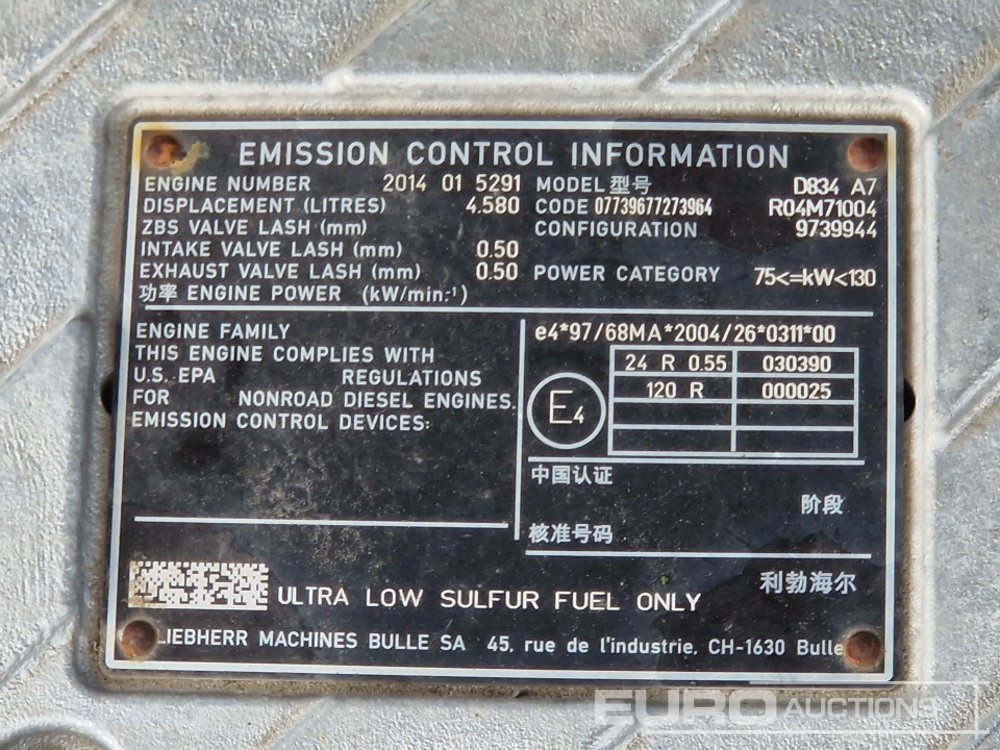 EMISSION CONTROL INFORMATION
ENGINE NUMBER 2014 01 5291 MODEL 型号 D834 A7
DISPLACEMENT (LITRES) 4.580 CODE 07739677273964 R04M71004
ZBS VALVE LASH (mm) CONFIGURATION 9739944
INTAKE VALVE LASH (mm) 0.50
EXHAUST VALVE LASH (mm) 0.50 POWER CATEGORY 75<=kW<130
功率 ENGINE POWER (kW/min.-¹)
ENGINE FAMILY
THIS ENGINE COMPLIES WITH
U.S. EPA REGULATIONS
FOR NONROAD DIESEL ENGINES.
EMISSION CONTROL DEVICES:
e4*97/68MA*2004/26*0311*00
24 R 0.55 030390
120 R 000025
E4
中国认证
阶段
核准号码
利勃海尔
ULTRA LOW SULFUR FUEL ONLY
LIEBHERR MACHINES BULLE SA 45, rue de l'industrie, CH-1630 Bulle
EURO AUCTIONS